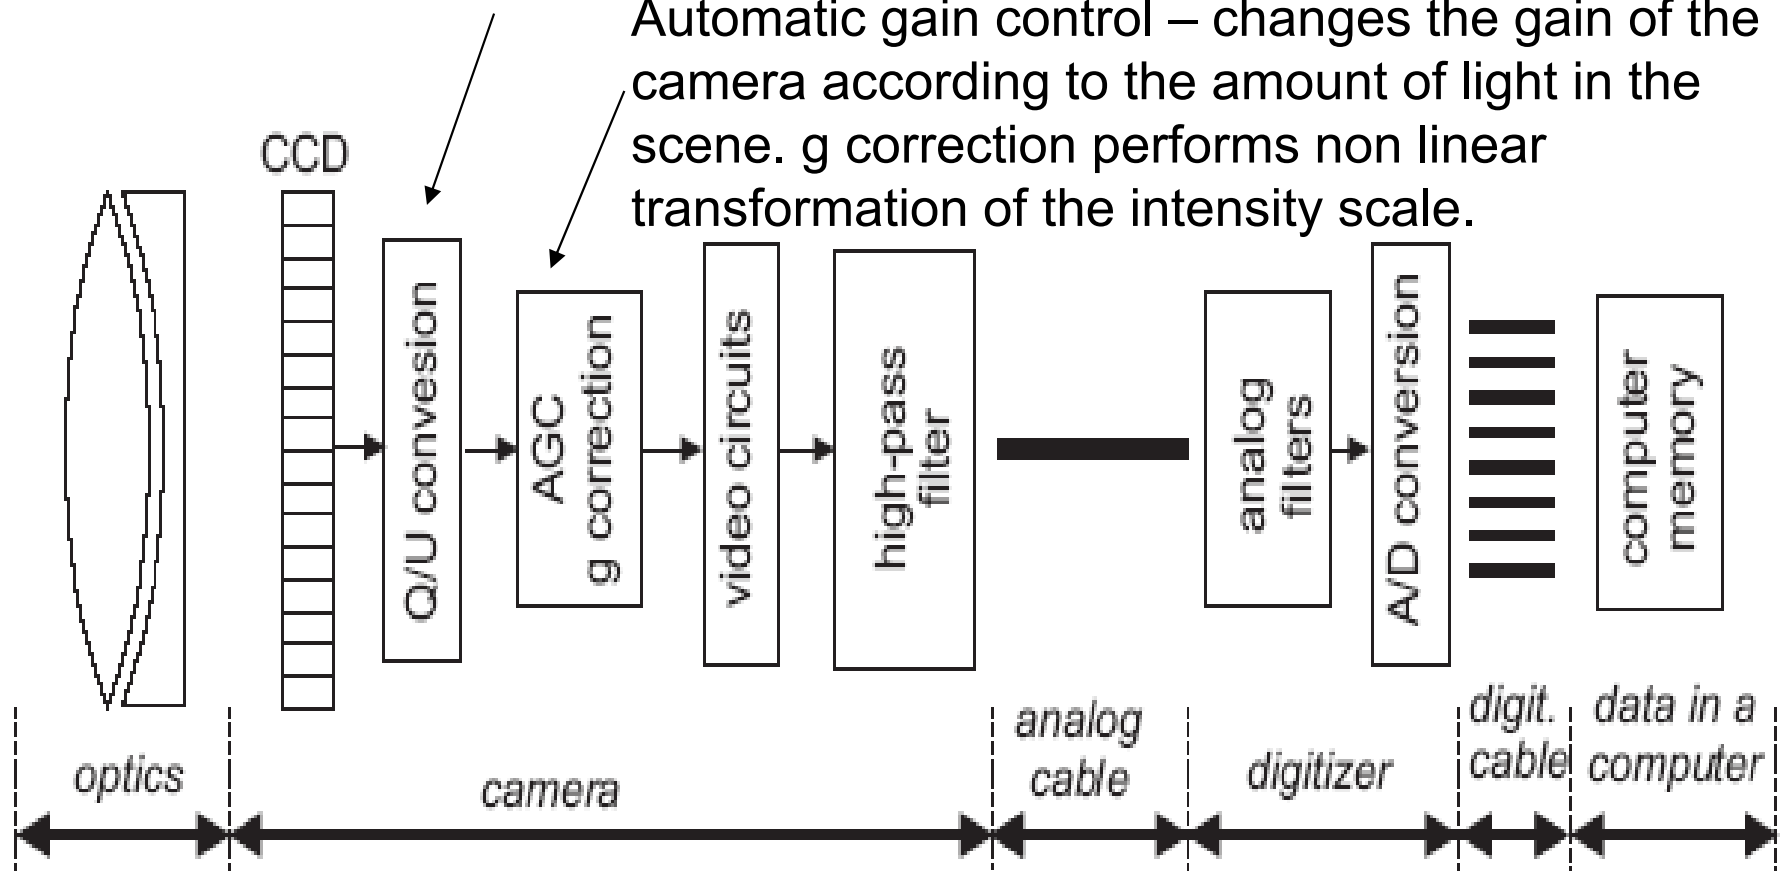 Automatic gain control – changes the gain of the
camera according to the amount of light in the
scene. g correction performs non linear
transformation of the intensity scale.
CCD
Q/U convesion
AGC
g correction
video circuits
high-pass
filter
analog
filters
A/D conversion
computer
memory
optics
camera
analog
cable
digitizer
digit.
cable
data in a
computer